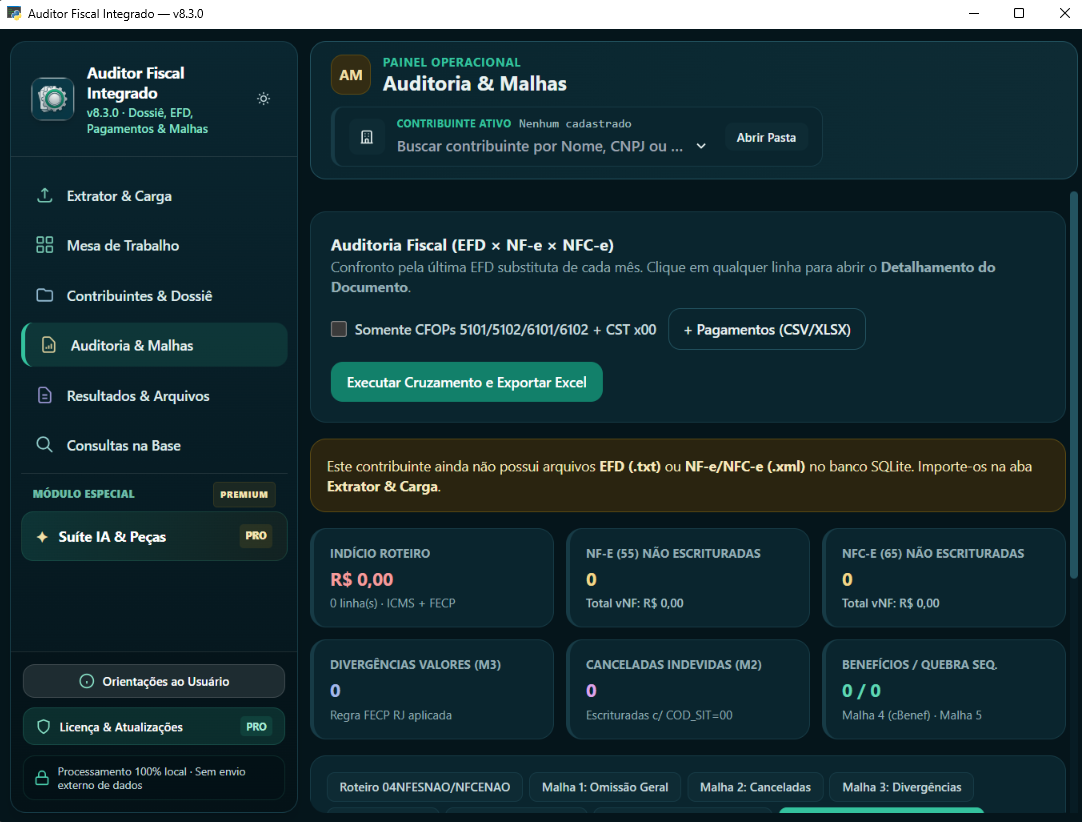 Auditor Fiscal Integrado — v8.3.0
Auditor Fiscal
Integrado
v8.3.0 · Dossiê, EFD,
Pagamentos & Malhas
Extrator & Carga
Mesa de Trabalho
Contribuintes & Dossiê
Auditoria & Malhas
Resultados & Arquivos
Consultas na Base
MÓDULO ESPECIAL
PREMIUM
Suíte IA & Peças
PRO
Orientações ao Usuário
Licença & Atualizações
PRO
Processamento 100% local · Sem envio
externo de dados
AM
PAINEL OPERACIONAL
Auditoria & Malhas
CONTRIBUINTE ATIVO Nenhum cadastrado
Buscar contribuinte por Nome, CNPJ ou ...
Abrir Pasta
Auditoria Fiscal (EFD × NF-e × NFC-e)
Confronto pela última EFD substituta de cada mês. Clique em qualquer linha para abrir o Detalhamento do
Documento.
Somente CFOPs 5101/5102/6101/6102 + CST x00
+ Pagamentos (CSV/XLSX)
Executar Cruzamento e Exportar Excel
Este contribuinte ainda não possui arquivos EFD (.txt) ou NF-e/NFC-e (.xml) no banco SQLite. Importe-os na aba
Extrator & Carga.
INDÍCIO ROTEIRO
R$ 0,00
0 linha(s) · ICMS + FECP
NF-E (55) NÃO ESCRITURADAS
0
Total vNF: R$ 0,00
NFC-E (65) NÃO ESCRITURADAS
0
Total vNF: R$ 0,00
DIVERGÊNCIAS VALORES (M3)
0
Regra FECP RJ aplicada
CANCELADAS INDEVIDAS (M2)
0
Escrituradas c/ COD_SIT=00
BENEFÍCIOS / QUEBRA SEQ.
0 / 0
Malha 4 (cBenef) · Malha 5
Roteiro 04NFESNAO/NFCENAO
Malha 1: Omissão Geral
Malha 2: Canceladas
Malha 3: Divergências